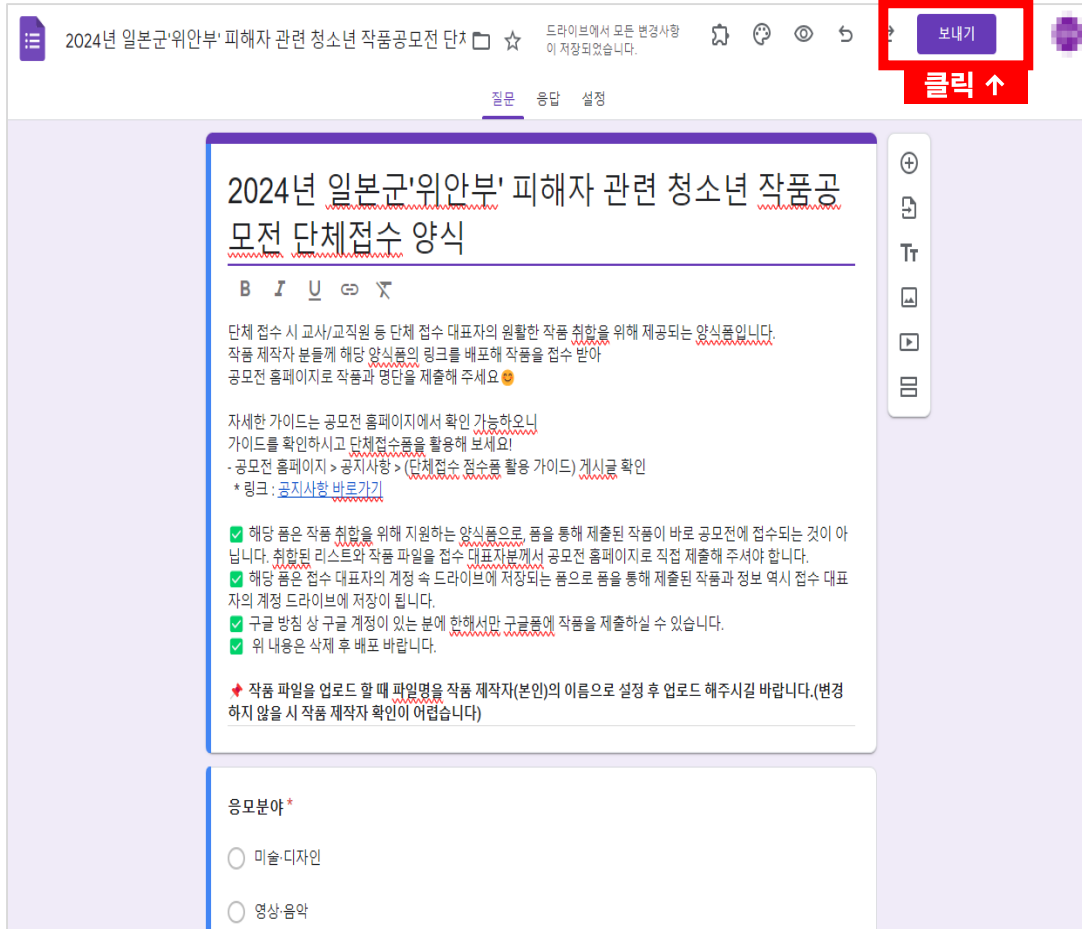 2024년 일본군'위안부' 피해자 관련 청소년 작품공모전 단체
드라이브에서 모든 변경사항
이 저장되었습니다.
보내기
클릭 ↑
질문 응답 설정
2024년 일본군'위안부' 피해자 관련 청소년 작품공
모전 단체접수 양식
B I U
단체 접수 시 교사/교직원 등 단체 접수 대표자의 원활한 작품 취합을 위해 제공되는 양식폼입니다.
작품 제작자 분들께 해당 양식폼의 링크를 배포해 작품을 접수 받아
공모전 홈페이지로 작품과 명단을 제출해 주세요😊
자세한 가이드는 공모전 홈페이지에서 확인 가능하오니
가이드를 확인하시고 단체접수폼을 활용해 보세요!
- 공모전 홈페이지 > 공지사항 > (단체접수 점수폼 활용 가이드) 게시글 확인
* 링크 : 공지사항 바로가기
✅ 해당 폼은 작품 취합을 위해 지원하는 양식폼으로, 폼을 통해 제출된 작품이 바로 공모전에 접수되는 것이 아
닙니다. 취합된 리스트와 작품 파일을 접수 대표자분께서 공모전 홈페이지로 직접 제출해 주셔야 합니다.
✅ 해당 폼은 접수 대표자의 계정 속 드라이브에 저장되는 폼으로 폼을 통해 제출된 작품과 정보 역시 접수 대표
자의 계정 드라이브에 저장이 됩니다.
✅ 구글 방침 상 구글 계정이 있는 분에 한해서만 구글폼에 작품을 제출하실 수 있습니다.
✅ 위 내용은 삭제 후 배포 바랍니다.
📌 작품 파일을 업로드 할 때 파일명을 작품 제작자(본인)의 이름으로 설정 후 업로드 해주시길 바랍니다.(변경
하지 않을 시 작품 제작자 확인이 어렵습니다)
Tт
응모분야 *
미술·디자인
영상·음악